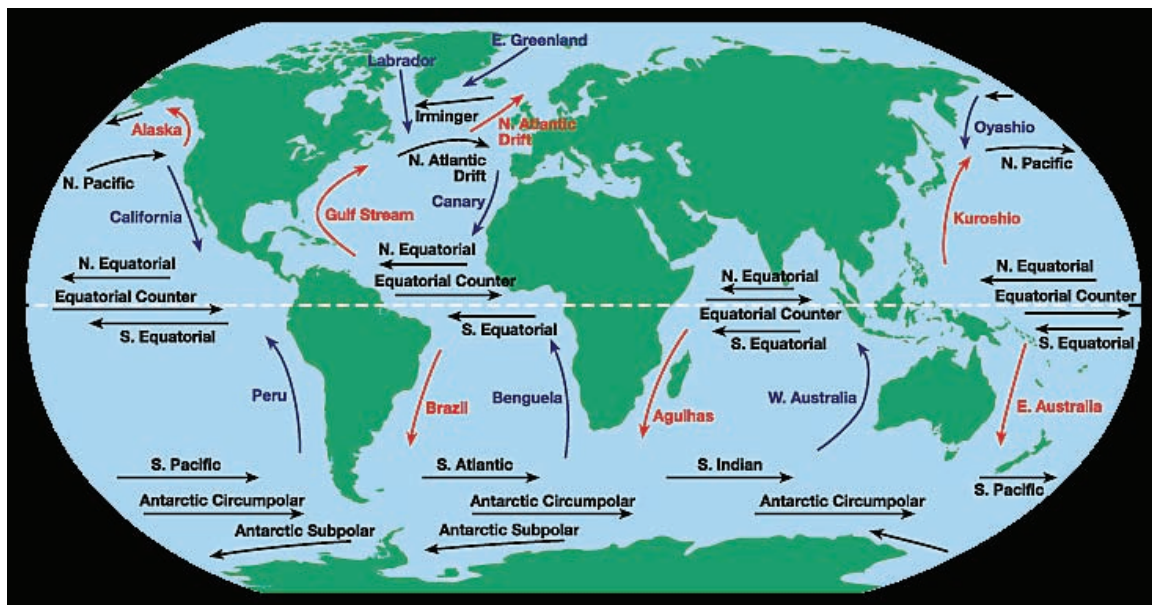 E. Greenland
Labrador
Irminger
Alaska
N. Atlantic
Drift
Oyashio
N. Atlantic
Drift
N. Pacific
N. Pacific
California
Gulf Stream
Canary
Kuroshio
N. Equatorial
N. Equatorial
N. Equatorial
N. Equatorial
Equatorial Counter
Equatorial Counter
Equatorial Counter
Equatorial Counter
S. Equatorial
S. Equatorial
S. Equatorial
S. Equatorial
Peru
Brazil
Benguela
Agulhas
W. Australia
E. Australia
S. Pacific
S. Atlantic
S. Indian
S. Pacific
Antarctic Circumpolar
Antarctic Circumpolar
Antarctic Circumpolar
Antarctic Subpolar
Antarctic Subpolar